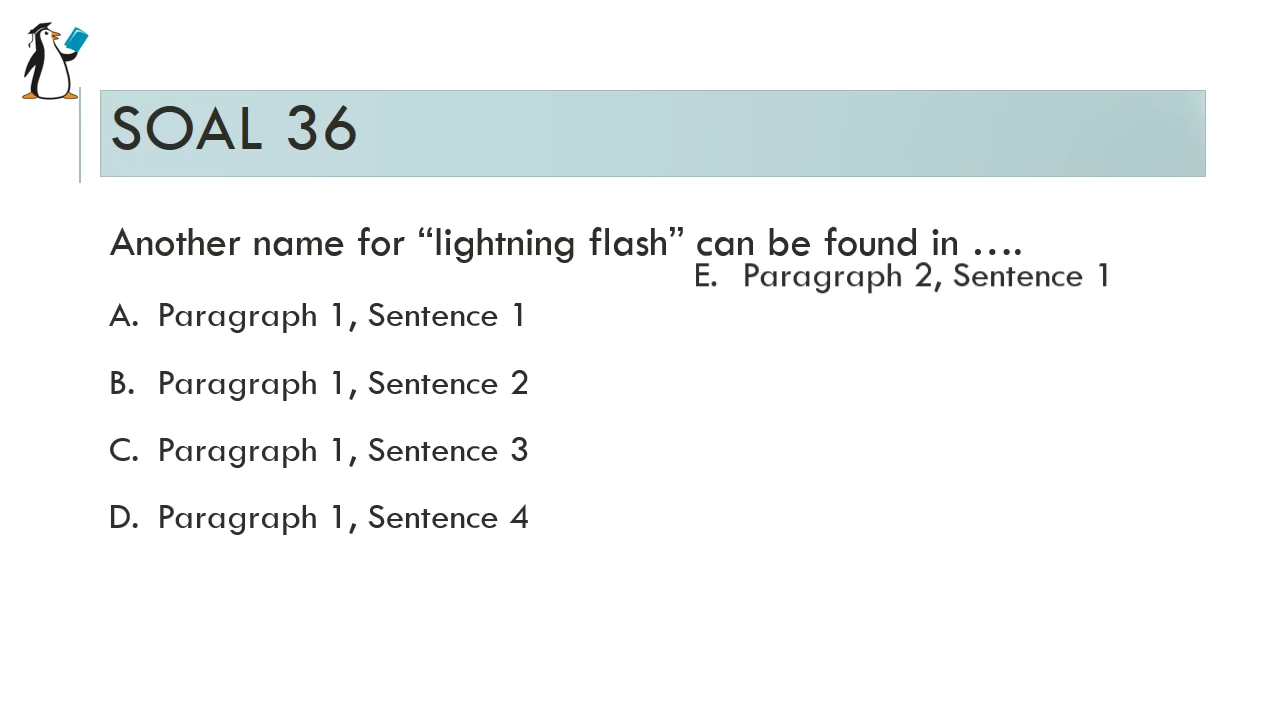 SOAL 36
Another name for “lightning flash” can be found in ....
A. Paragraph 1, Sentence 1
B. Paragraph 1, Sentence 2
C. Paragraph 1, Sentence 3
D. Paragraph 1, Sentence 4
E. Paragraph 2, Sentence 1